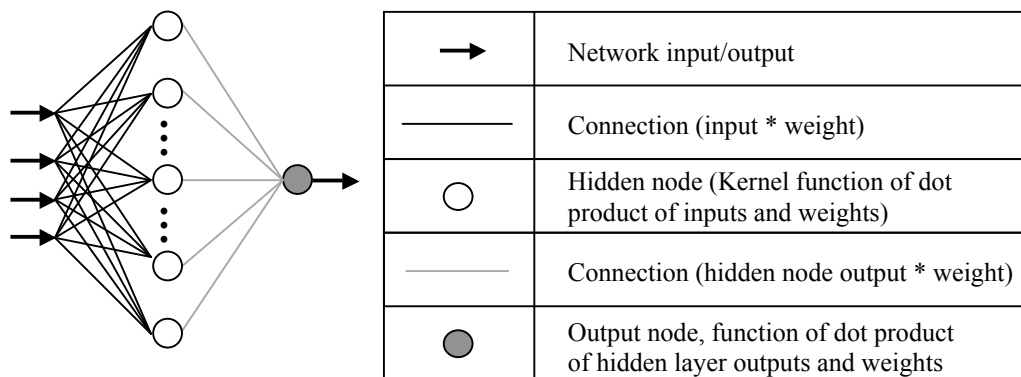 Network input/output
Connection (input * weight)
Hidden node (Kernel function of dot
product of inputs and weights)
Connection (hidden node output * weight)
Output node, function of dot product
of hidden layer outputs and weights